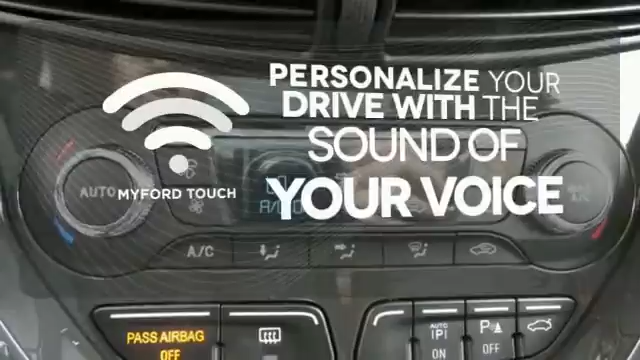 PERSONALIZE YOUR
DRIVE WITH THE
SOUND OF
YOUR VOICE
MYFORD TOUCH
AUTO
A/C
PASS AIRBAG
OFF
AUTO
P
ON
P
OFF